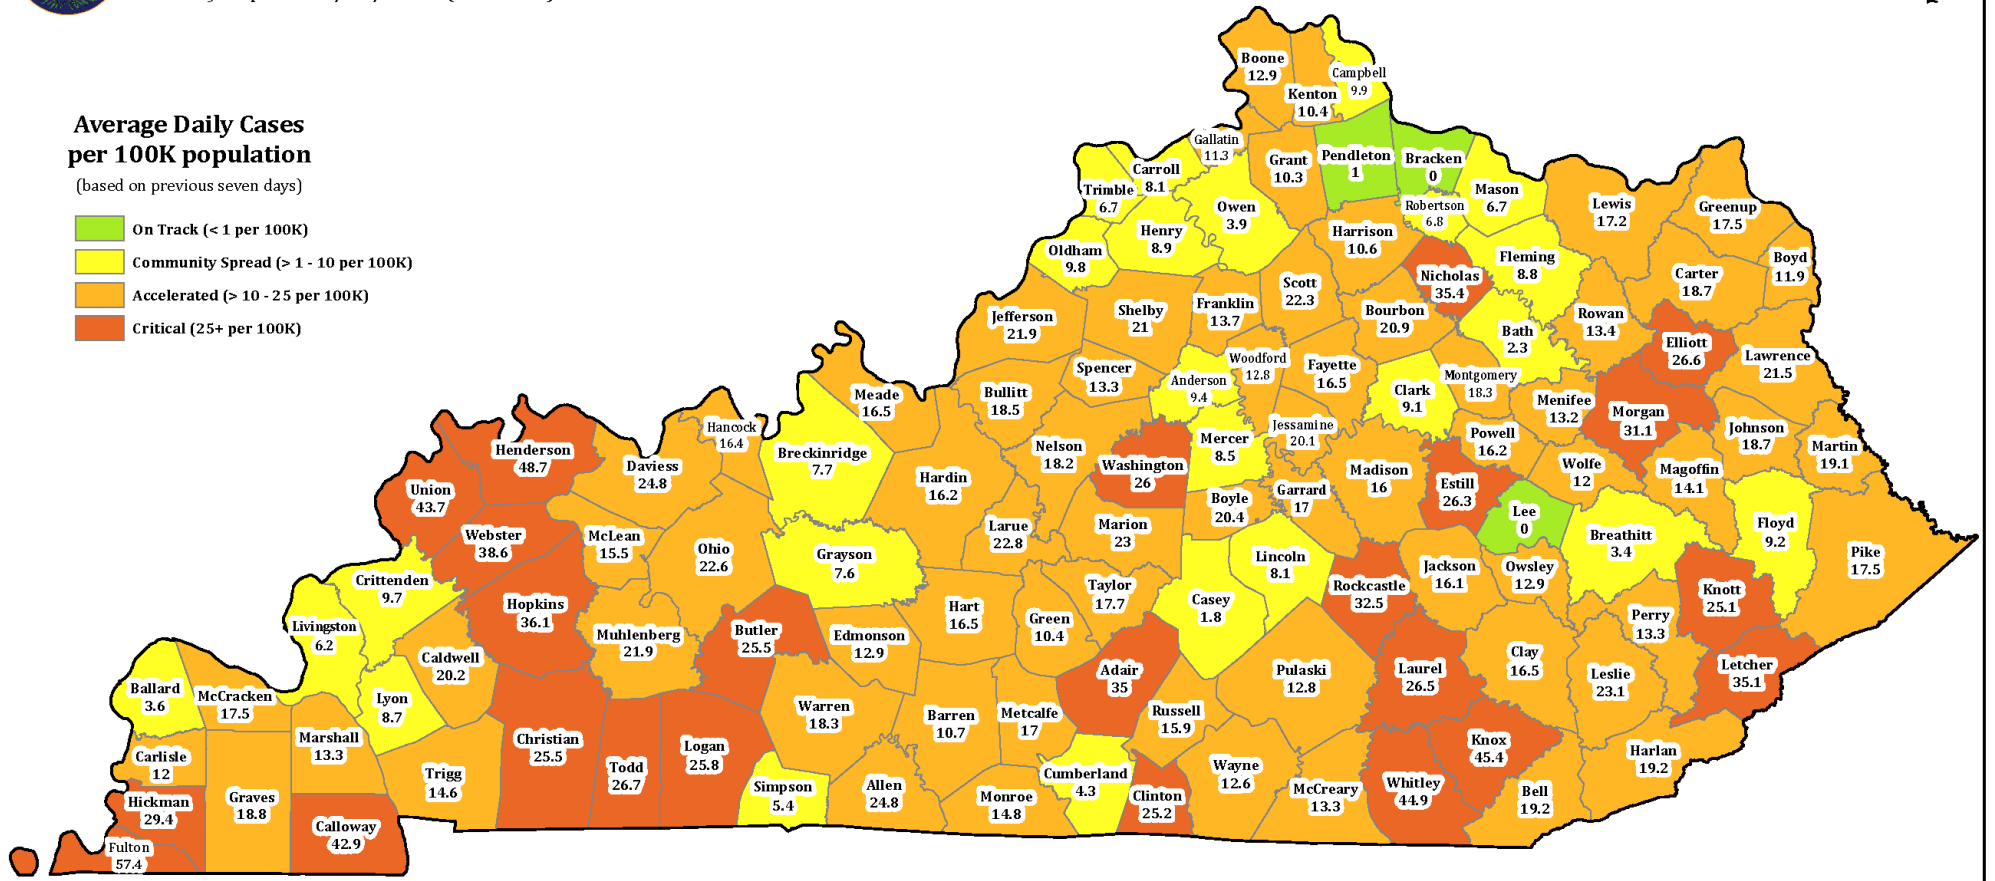 Average Daily Cases
per 100K population
(based on previous seven days)
On Track (< 1 per 100K)
Community Spread (> 1 - 10 per 100K)
Accelerated (> 10 - 25 per 100K)
Critical (25+ per 100K)
Boone
12.9
Kenton
10.4
Campbell
9.9
Gallatin
11.3
Grant
10.3
Pendleton
1
Bracken
0
Carroll
8.1
Trimble
6.7
Owen
3.9
Robertson
6.8
Mason
6.7
Lewis
17.2
Greenup
17.5
Henry
8.9
Oldham
9.8
Harrison
10.6
Nicholas
35.4
Fleming
8.8
Carter
18.7
Boyd
11.9
Jefferson
21.9
Shelby
21
Franklin
13.7
Scott
22.3
Bourbon
20.9
Bath
2.3
Rowan
13.4
Elliott
26.6
Lawrence
21.5
Meade
16.5
Bullitt
18.5
Spencer
13.3
Anderson
9.4
Woodford
12.8
Fayette
16.5
Clark
9.1
Montgomery
18.3
Menifee
13.2
Morgan
31.1
Johnson
18.7
Martin
19.1
Henderson
48.7
Hancock
16.4
Daviess
24.8
Breckinridge
7.7
Hardin
16.2
Nelson
18.2
Washington
26
Mercer
8.5
Jessamine
20.1
Madison
16
Powell
16.2
Estill
26.3
Wolfe
12
Magoffin
14.1
Union
43.7
Webster
38.6
McLean
15.5
Ohio
22.6
Grayson
7.6
Larue
22.8
Marion
23
Boyle
20.4
Garrard
17
Lincoln
8.1
Lee
0
Breathitt
3.4
Floyd
9.2
Pike
17.5
Crittenden
9.7
Hopkins
36.1
Livingston
6.2
Caldwell
20.2
Muhlenberg
21.9
Butler
25.5
Edmonson
12.9
Hart
16.5
Green
10.4
Taylor
17.7
Casey
1.8
Rockcastle
32.5
Jackson
16.1
Owsley
12.9
Perry
13.3
Knott
25.1
Letcher
35.1
Ballard
3.6
McCracken
17.5
Lyon
8.7
Warren
18.3
Barren
10.7
Metcalfe
17
Adair
35
Russell
15.9
Pulaski
12.8
Laurel
26.5
Clay
16.5
Leslie
23.1
Carlisle
12
Marshall
13.3
Trigg
14.6
Christian
25.5
Todd
26.7
Logan
25.8
Simpson
5.4
Allen
24.8
Monroe
14.8
Cumberland
4.3
Clinton
25.2
Wayne
12.6
McCreary
13.3
Whitley
44.9
Knox
45.4
Bell
19.2
Harlan
19.2
Hickman
29.4
Graves
18.8
Calloway
42.9
Fulton
57.4